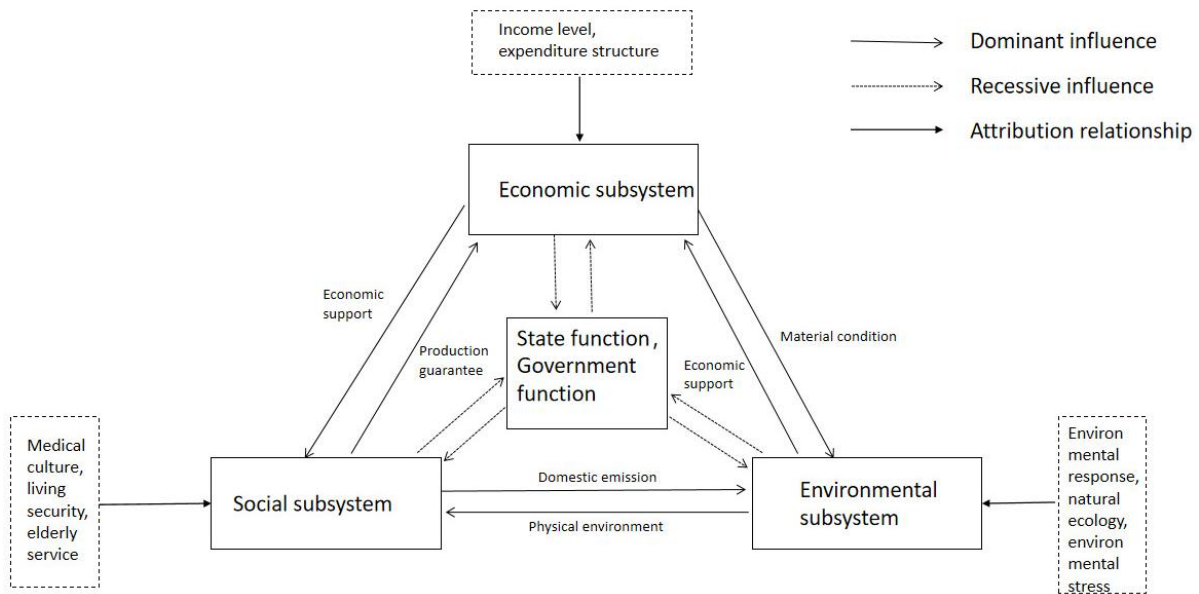 Income level,
expenditure structure
Dominant influence
Recessive influence
Attribution relationship
Economic subsystem
Economic
support
Production
guarantee
State function,
Government
function
Economic
support
Material condition
Medical
culture,
living
security,
elderly
service
Social subsystem
Domestic emission
Physical environment
Environmental
subsystem
Environ
mental
response,
natural
ecology,
environ
mental
stress